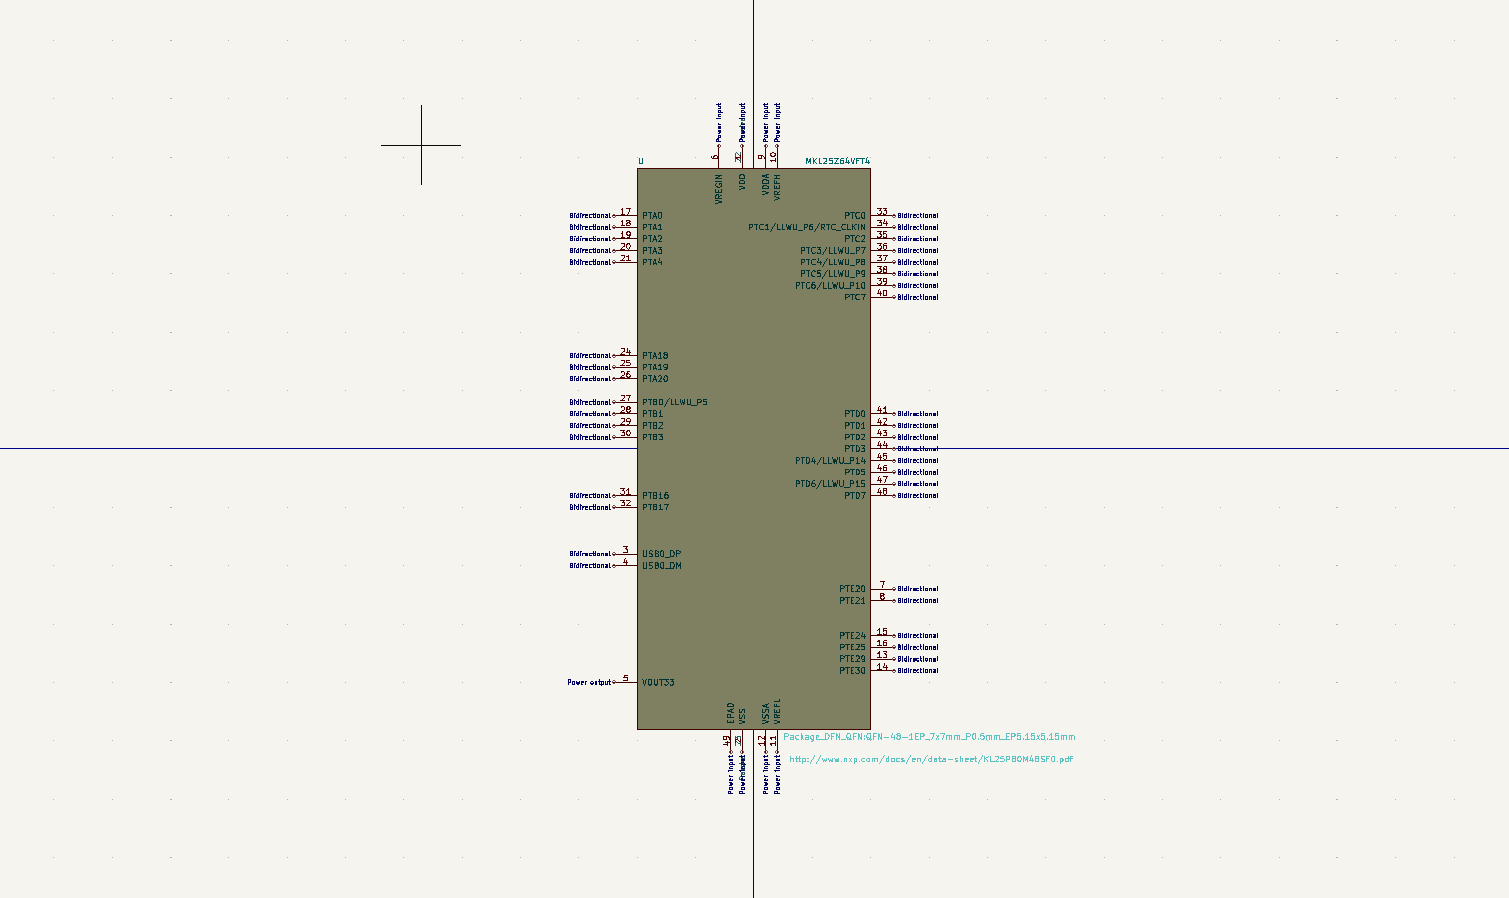 Power Input
Power Input
Power Input
U
MKL25Z64VFT4
6
9
10
VREGIN
VDD
VDDA
VREFH
Bidirectional 17 PTA0
PTC0 33 Bidirectional
Bidirectional 18 PTA1
PTC1/LLWU_P6/RTC_CLKIN 34 Bidirectional
Bidirectional 19 PTA2
PTC2 35 Bidirectional
Bidirectional 20 PTA3
PTC3/LLWU_P7 36 Bidirectional
Bidirectional 21 PTA4
PTC4/LLWU_P8 37 Bidirectional
PTC5/LLWU_P9 38 Bidirectional
PTC6/LLWU_P10 39 Bidirectional
PTC7 40 Bidirectional
Bidirectional 24 PTA18
Bidirectional 25 PTA19
Bidirectional 26 PTA20
Bidirectional 27 PTB0/LLWU_P5
Bidirectional 28 PTB1
PTD0 41 Bidirectional
Bidirectional 29 PTB2
PTD1 42 Bidirectional
Bidirectional 30 PTB3
PTD2 43 Bidirectional
PTD3 44 Bidirectional
PTD4/LLWU_P14 45 Bidirectional
PTD5 46 Bidirectional
PTD6/LLWU_P15 47 Bidirectional
Bidirectional 31 PTB16
PTD7 48 Bidirectional
Bidirectional 32 PTB17
Bidirectional 3 USB0_DP
Bidirectional 4 USB0_DM
PTE20 7 Bidirectional
PTE21 8 Bidirectional
PTE24 15 Bidirectional
PTE25 16 Bidirectional
PTE29 13 Bidirectional
PTE30 14 Bidirectional
Power output 5 VOUT33
EPAD
VSS
VSSA
VREFL
49
12
11
Package_DFN_QFN:QFN-48-1EP_7x7mm_P0.5mm_EP5.15x5.15mm
http://www.nxp.com/docs/en/data-sheet/KL25P80M48SF0.pdf
Power Input
Power Input
Power Input